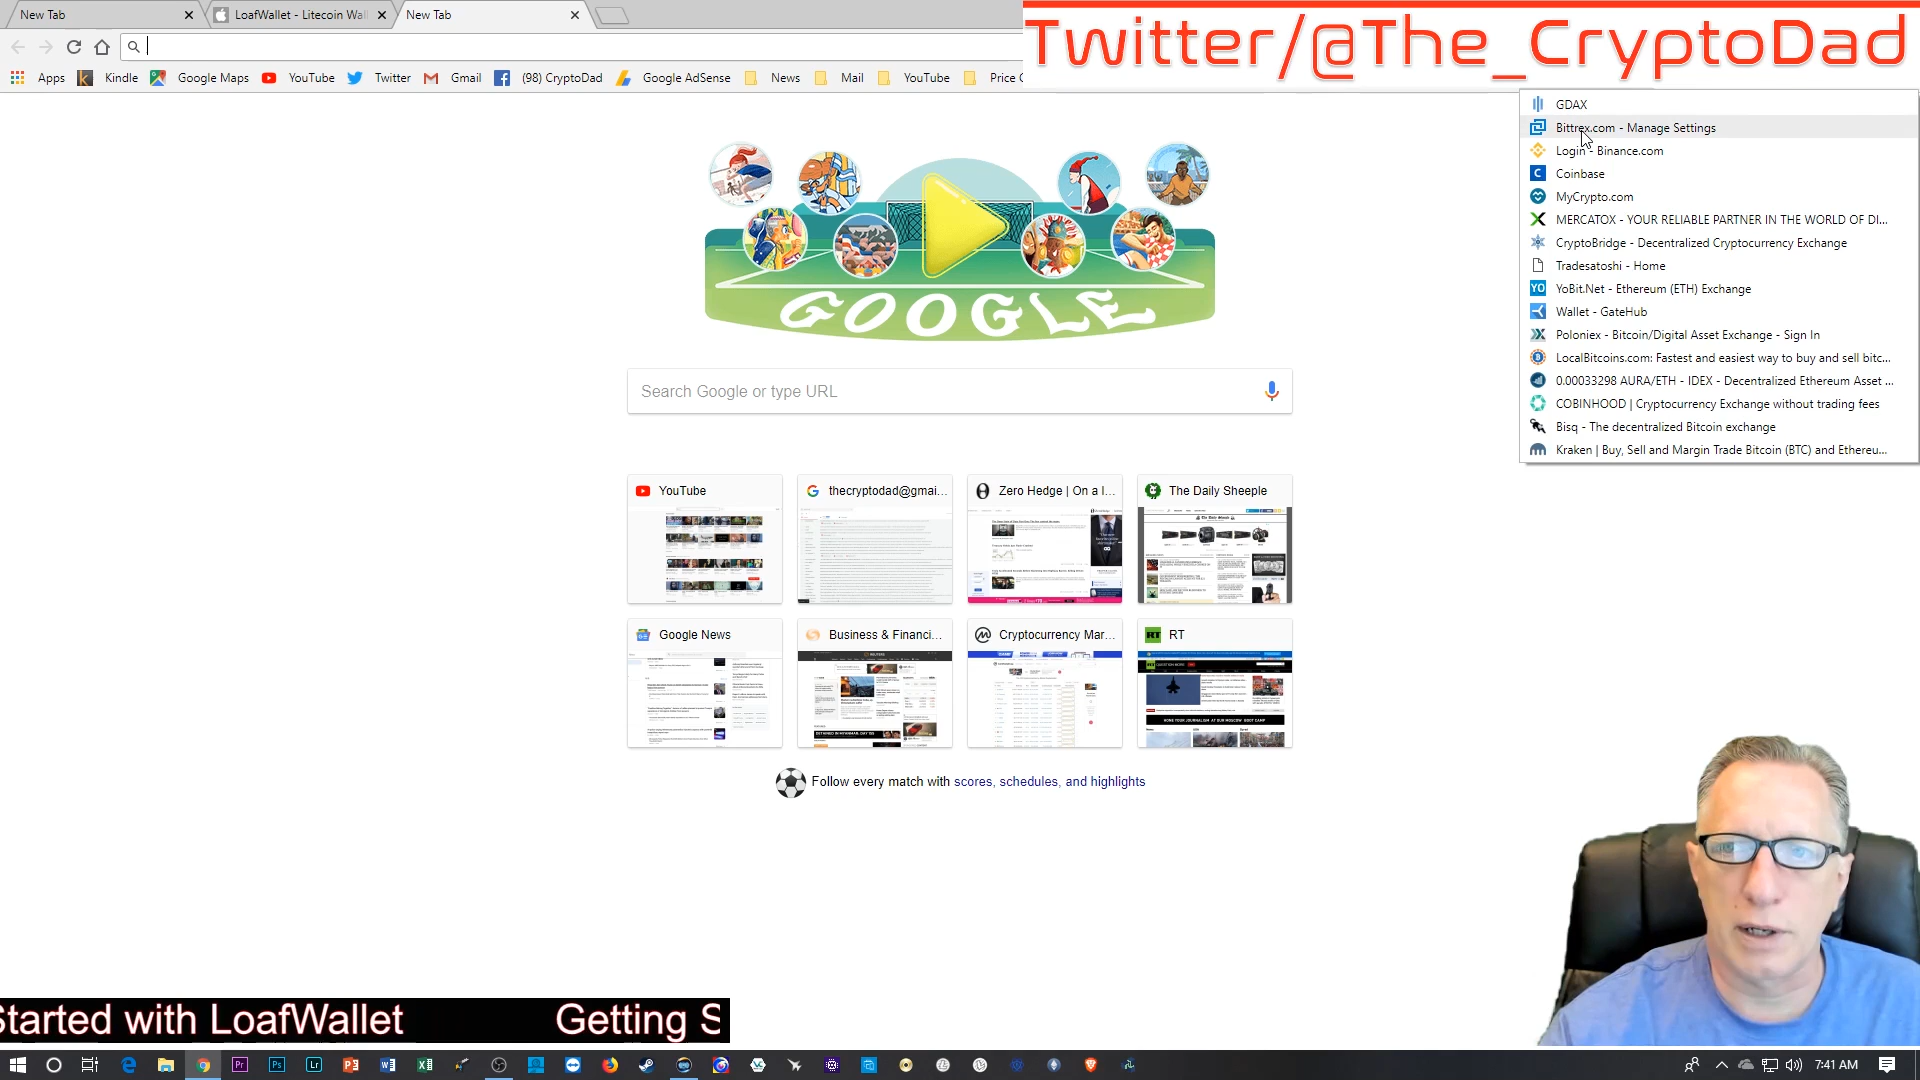 New Tab
LoafWallet - Litecoin Wal
New Tab
Twitter/@The_CryptoDad
Apps
Kindle
Google Maps
YouTube
Twitter
Gmail
(98) CryptoDad
Google AdSense
News
Mail
YouTube
Price C
GDAX
Bittrex.com - Manage Settings
Login - Binance.com
Coinbase
MyCrypto.com
MERCATOX - YOUR RELIABLE PARTNER IN THE WORLD OF DI...
CryptoBridge - Decentralized Cryptocurrency Exchange
Tradesatoshi - Home
YoBit.Net - Ethereum (ETH) Exchange
Wallet - GateHub
Poloniex - Bitcoin/Digital Asset Exchange - Sign In
LocalBitcoins.com: Fastest and easiest way to buy and sell bitc...
0.00033298 AURA/ETH - IDEX - Decentralized Ethereum Asset ...
COBINHOOD | Cryptocurrency Exchange without trading fees
Bisq - The decentralized Bitcoin exchange
Kraken | Buy, Sell and Margin Trade Bitcoin (BTC) and Ethereu...
GOOGLE
Search Google or type URL
YouTube
thecryptodad@gmai...
Zero Hedge | On a l...
The Daily Sheeple
Google News
Business & Financi...
Cryptocurrency Mar...
RT
Follow every match with scores, schedules, and highlights
Started with LoafWallet
Getting S
7:41 AM